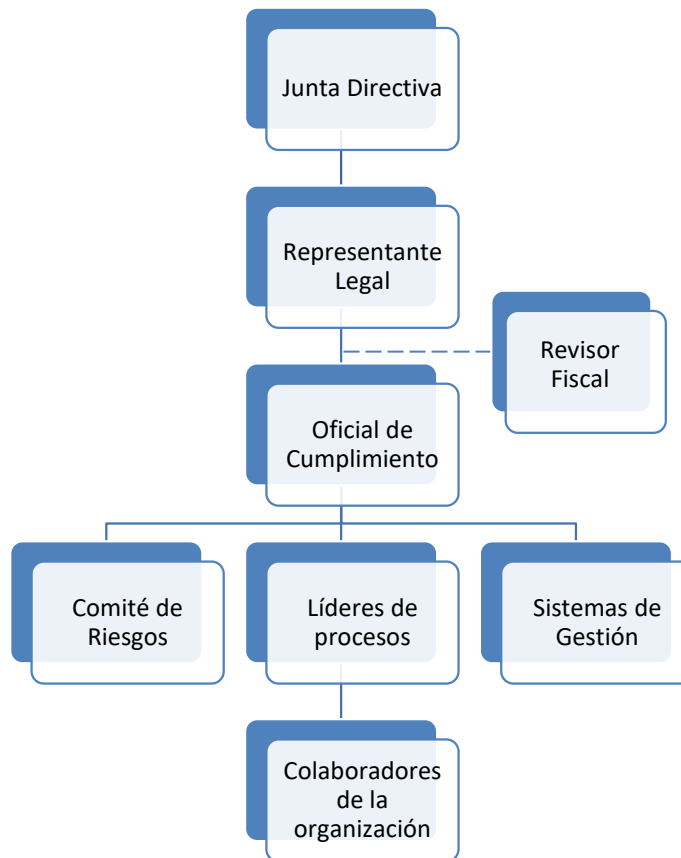 Junta Directiva
Representante
Legal
Revisor
Fiscal
Oficial de
Cumplimiento
Comité de
Riesgos
Líderes de
procesos
Sistemas de
Gestión
Colaboradores
de la
organización